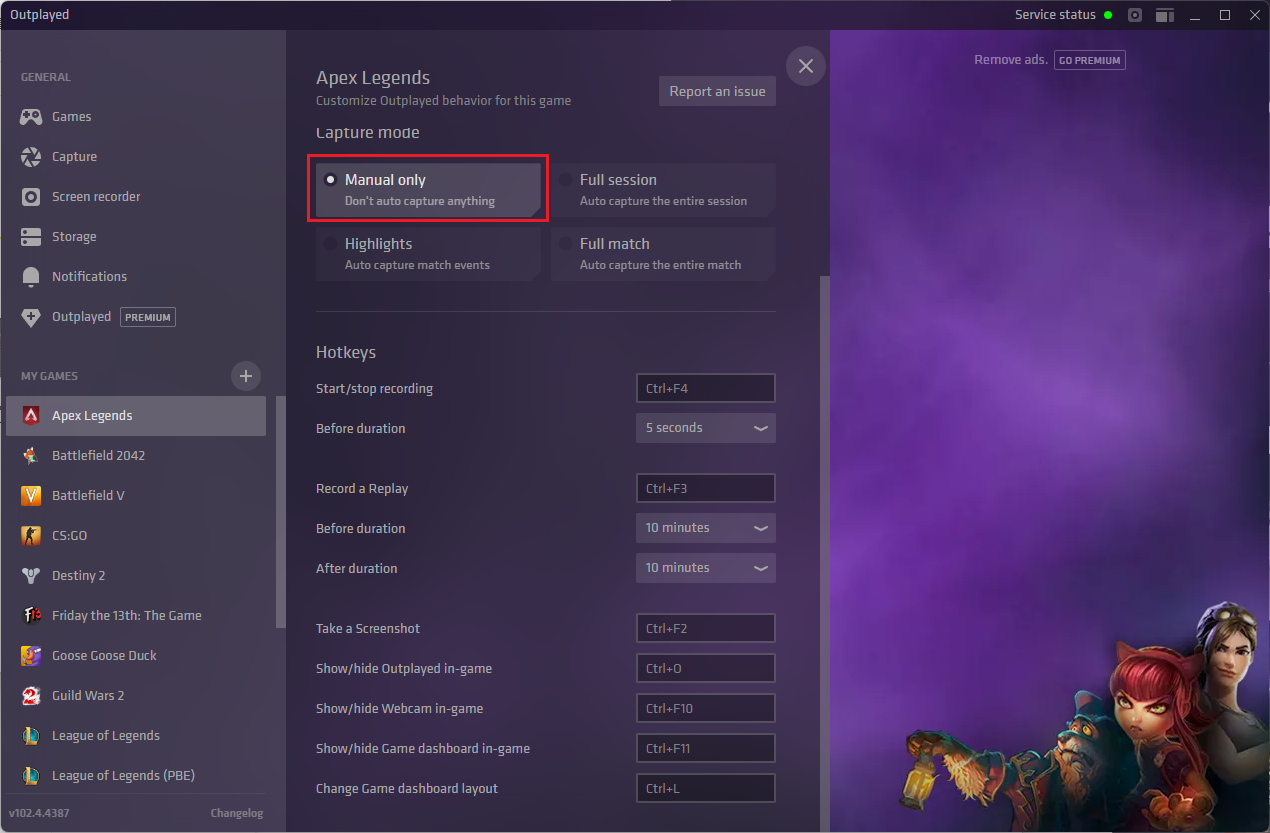 Outplayed
Service status
GENERAL
Games
Capture
Screen recorder
Storage
Notifications
Outplayed PREMIUM
MY GAMES
Apex Legends
Battlefield 2042
Battlefield V
CS:GO
Destiny 2
Friday the 13th: The Game
Goose Goose Duck
Guild Wars 2
League of Legends
League of Legends (PBE)
v102.4.4387 Changelog
Apex Legends
Customize Outplayed behavior for this game
Report an issue
Capture mode
Manual only
Don't auto capture anything
Full session
Auto capture the entire session
Highlights
Auto capture match events
Full match
Auto capture the entire match
Hotkeys
Start/stop recording Ctrl+F4
Before duration 5 seconds
Record a Replay Ctrl+F3
Before duration 10 minutes
After duration 10 minutes
Take a Screenshot Ctrl+F2
Show/hide Outplayed in-game Ctrl+O
Show/hide Webcam in-game Ctrl+F10
Show/hide Game dashboard in-game Ctrl+F11
Change Game dashboard layout Ctrl+L
Remove ads. GO PREMIUM